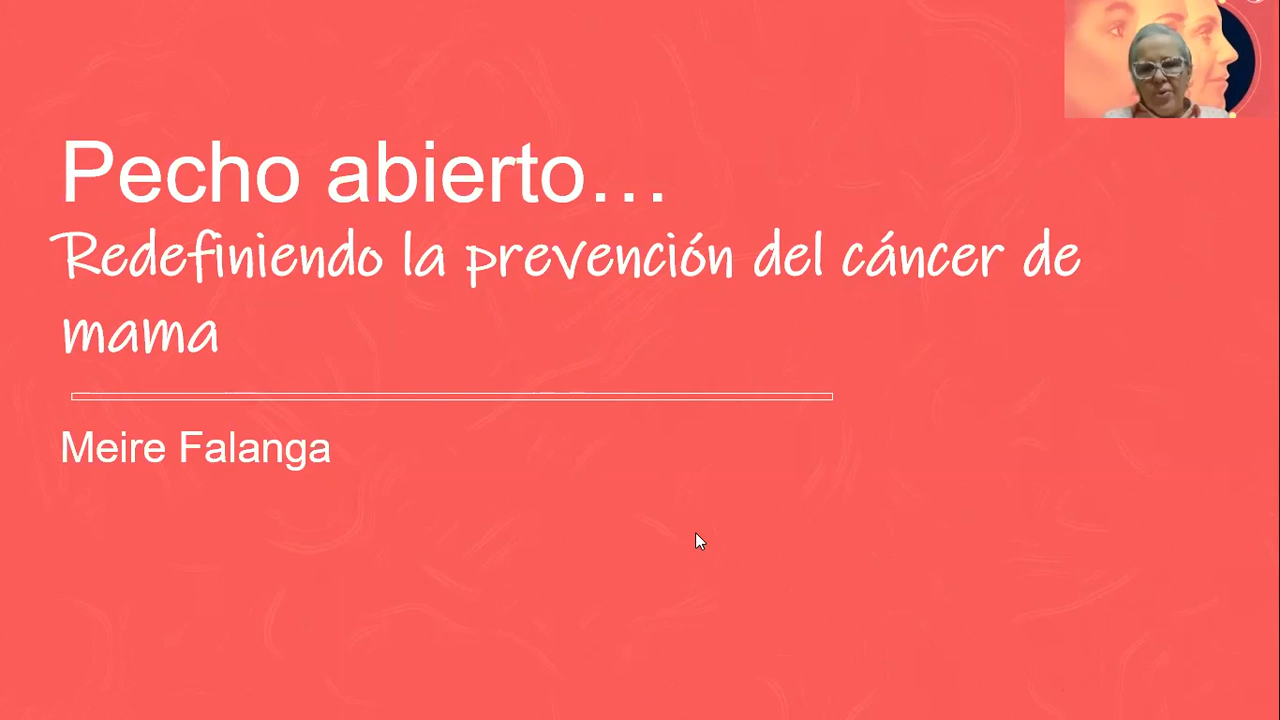 Pecho abierto...
Redefiniendo la prevención del cáncer de
mama
Meire Falanga